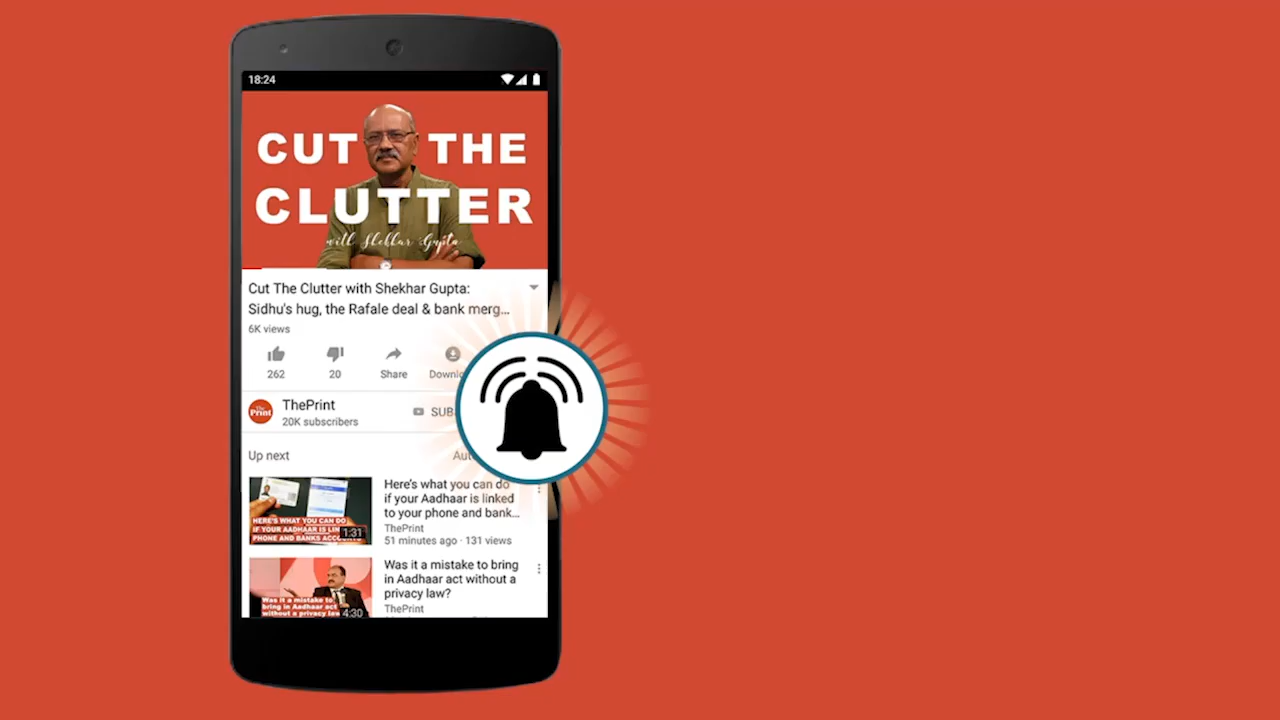 18:24
CUT THE
CLUTTER
with Shekhar Gupta
Cut The Clutter with Shekhar Gupta:
Sidhu's hug, the Rafale deal & bank merg...
6K views
262 20 Share Downlo
The
Print
ThePrint
SUB
20K subscribers
Up next Aut
Here's what you can do
if your Aadhaar is linked
to your phone and bank...
ThePrint
51 minutes ago · 131 views
HERE'S WHAT YOU CAN DO
IF YOUR AADHAAR IS LIN
PHONE AND BANKS ACCO
1:31
Was it a mistake to bring
in Aadhaar act without a
privacy law?
ThePrint
Was it a mistake to
bring in Aadhaar act
without a privacy law
4:30